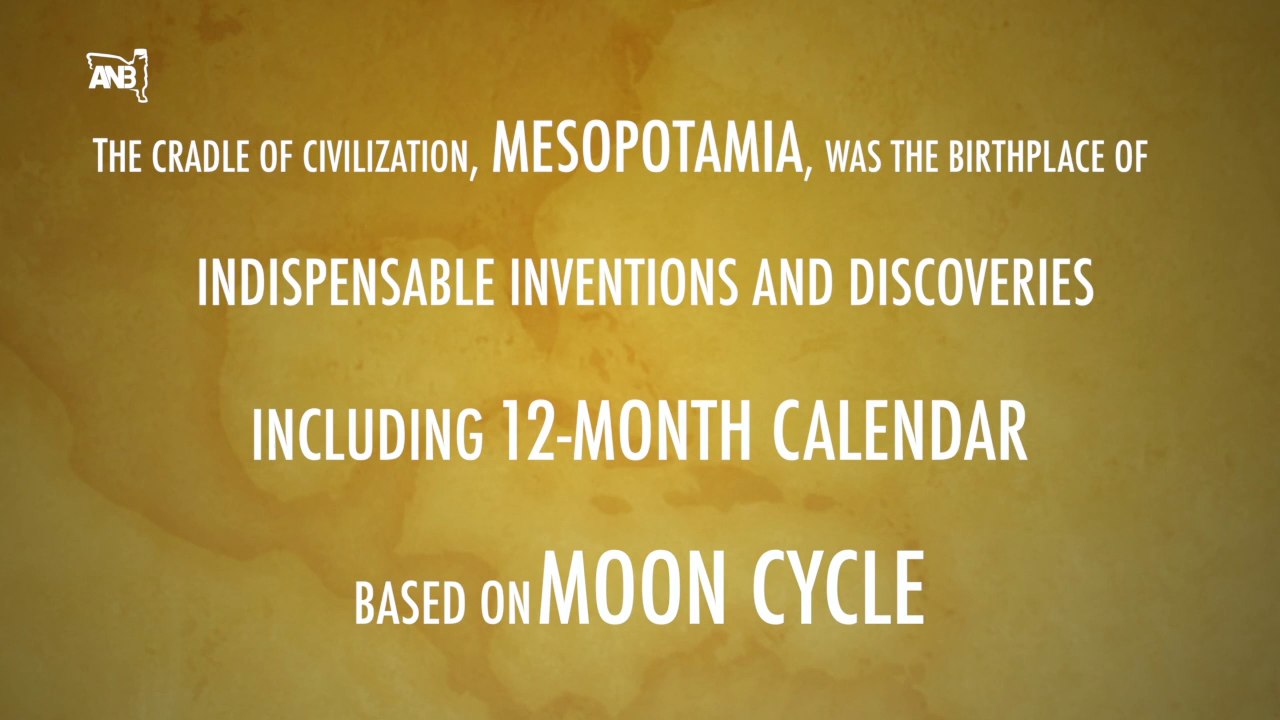 ANB
THE CRADLE OF CIVILIZATION, MESOPOTAMIA, WAS THE BIRTHPLACE OF
INDISPENSABLE INVENTIONS AND DISCOVERIES
INCLUDING 12-MONTH CALENDAR
BASED ON MOON CYCLE